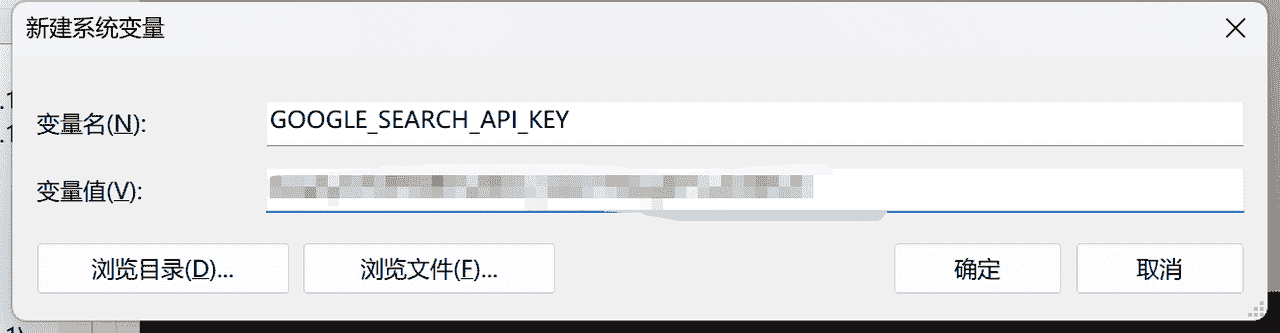 新建系统变量
变量名(N):
GOOGLE_SEARCH_API_KEY
变量值(V):
浏览目录(D)...
浏览文件(F)...
确定
取消